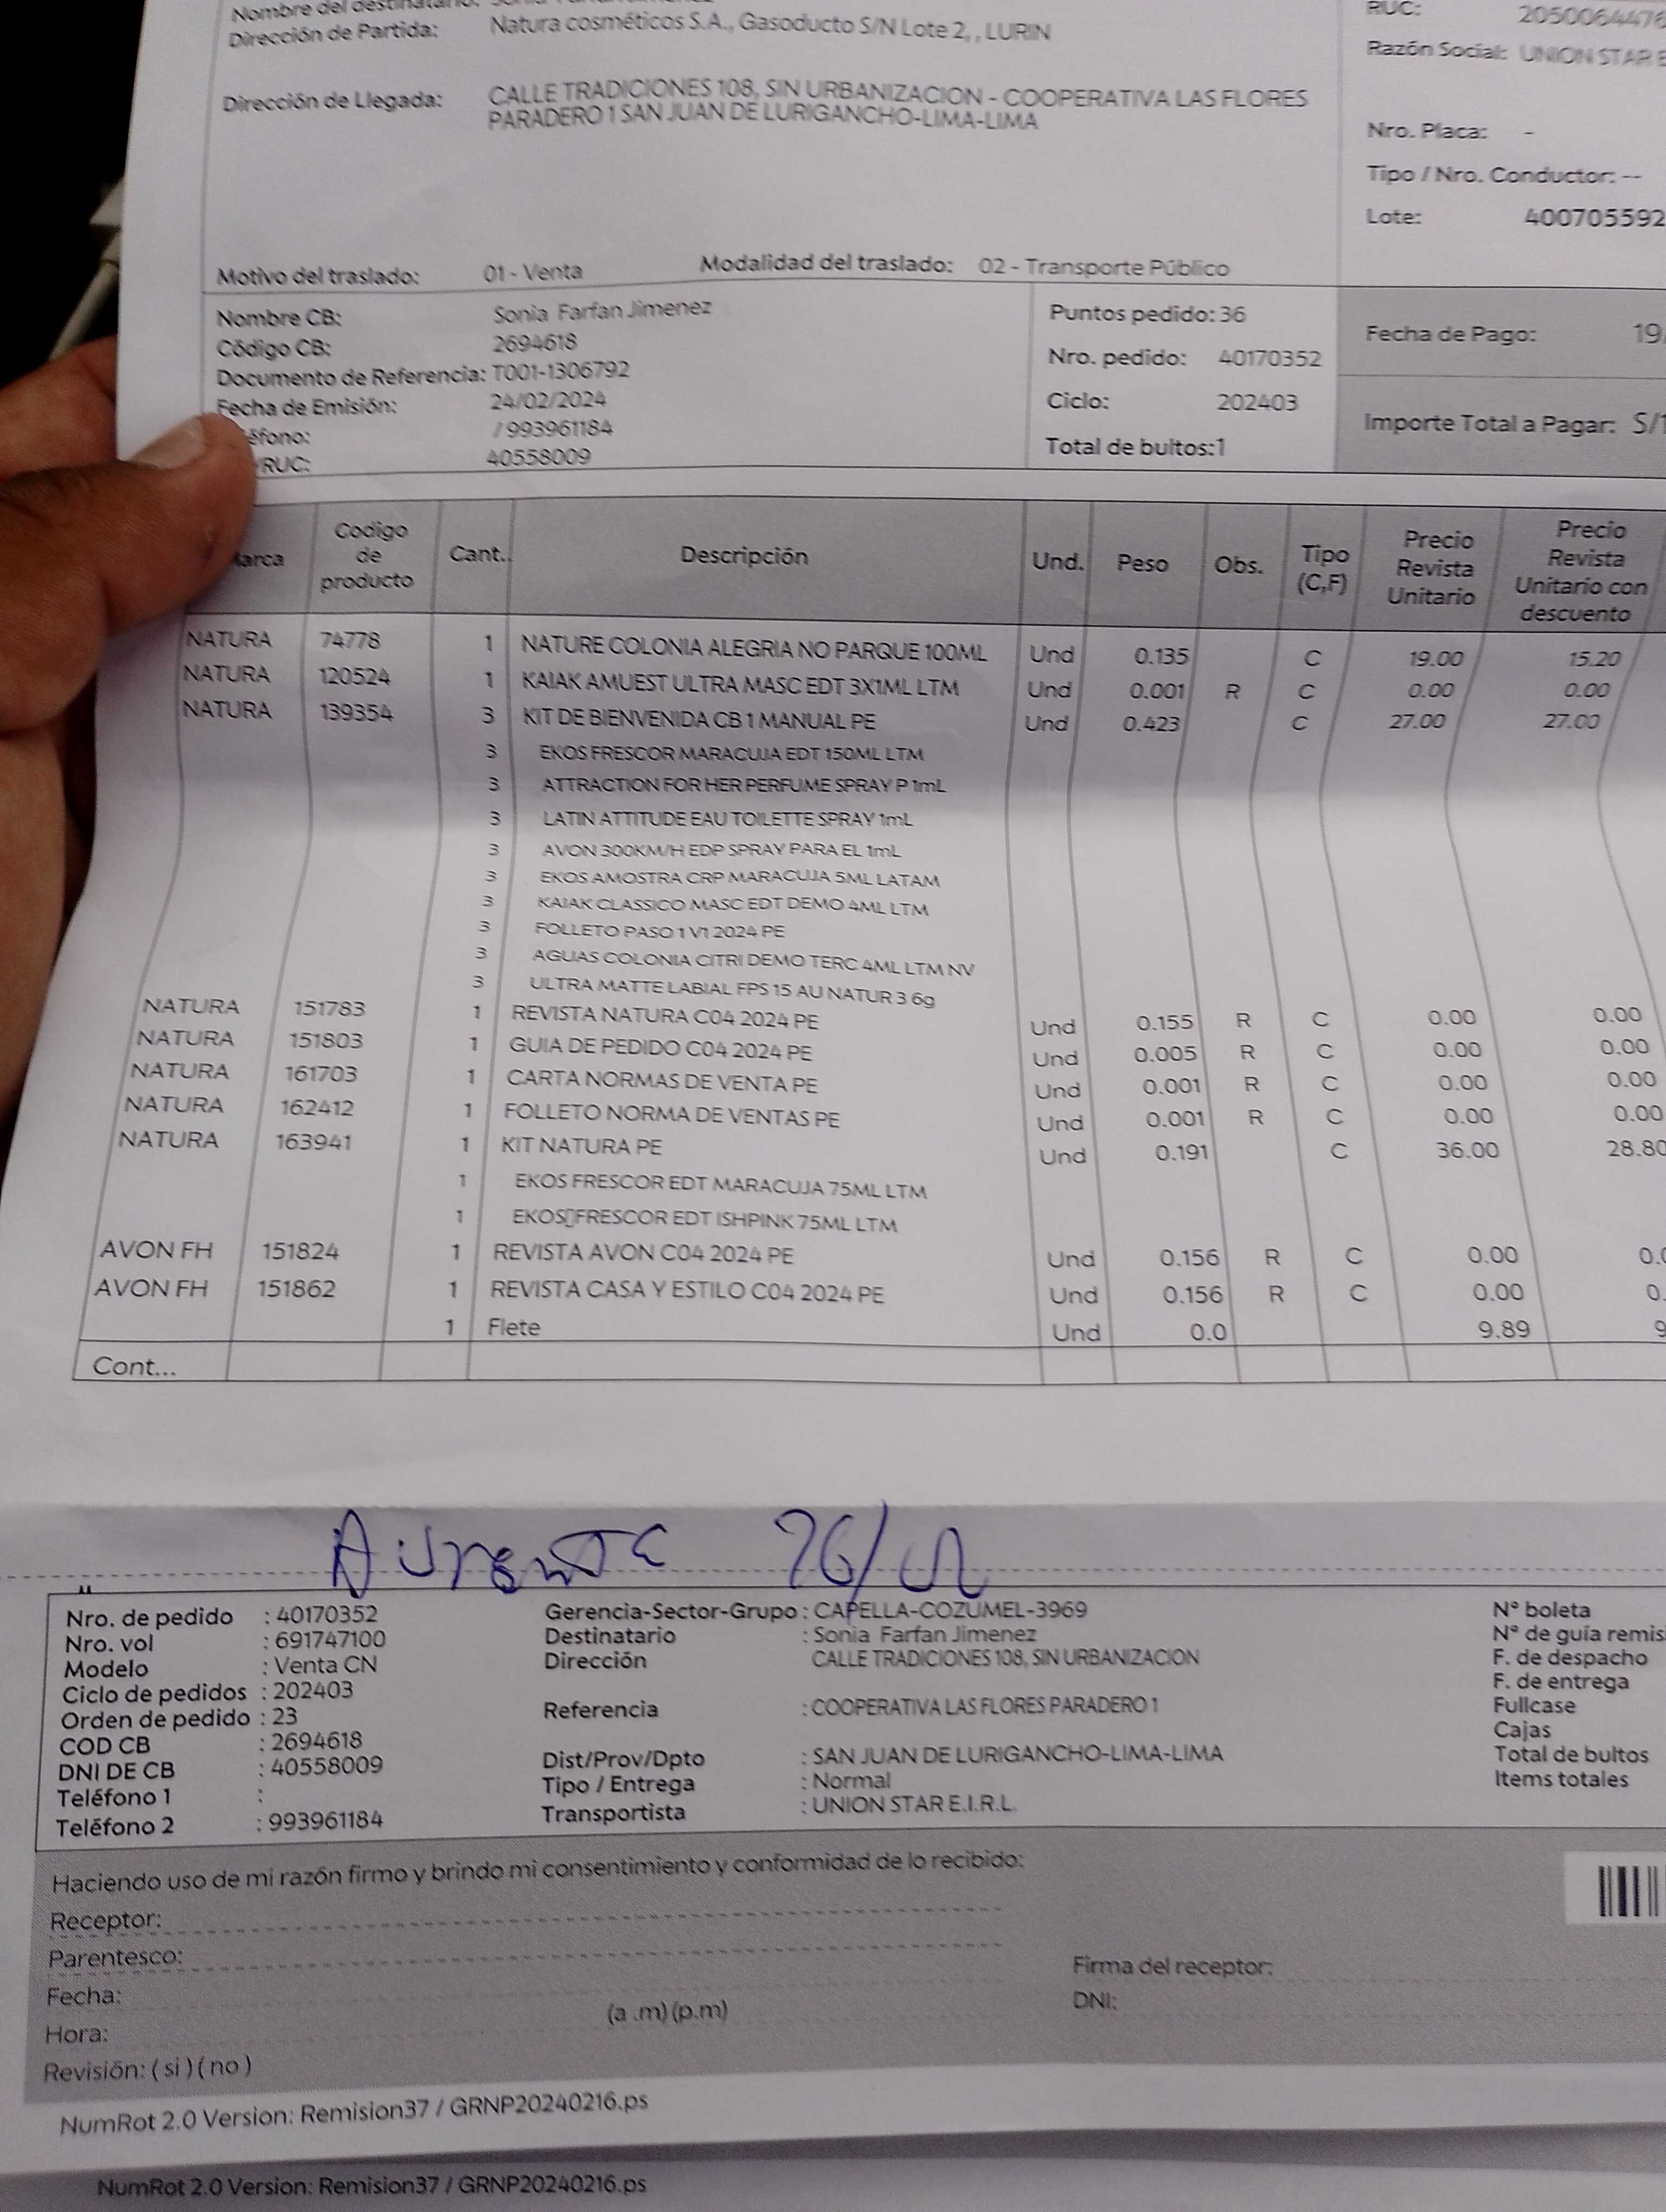 Nombre del destinatario:
RUC: 2050064476
Dirección de Partida: Natura cosméticos S.A., Gasoducto S/N Lote 2, , LURIN
Razón Social: UNION STAR E
Dirección de Llegada: CALLE TRADICIONES 108, SIN URBANIZACION - COOPERATIVA LAS FLORES
PARADERO 1 SAN JUAN DE LURIGANCHO-LIMA-LIMA
Nro. Placa: -
Tipo / Nro. Conductor: --
Lote: 400705592
Motivo del traslado: 01 - Venta Modalidad del traslado: 02 - Transporte Público
Nombre CB: Sonia Farfan Jimenez
Código CB: 2694618
Documento de Referencia: T001-1306792
Fecha de Emisión: 24/02/2024
éfono: / 993961184
/RUC: 40558009
Puntos pedido: 36
Nro. pedido: 40170352
Ciclo: 202403
Total de bultos:1
Fecha de Pago: 19
Importe Total a Pagar: S/1
Marca Codigo de producto Cant. Descripción Und. Peso Obs. Tipo (C,F) Precio Revista Unitario Precio Revista Unitario con descuento
NATURA 74778 1 NATURE COLONIA ALEGRIA NO PARQUE 100ML Und 0.135 C 19.00 15.20
NATURA 120524 1 KAIAK AMUEST ULTRA MASC EDT 3X1ML LTM Und 0.001 R C 0.00 0.00
NATURA 139354 3 KIT DE BIENVENIDA CB 1 MANUAL PE Und 0.423 C 27.00 27.00
3 EKOS FRESCOR MARACUJA EDT 150ML LTM
3 ATTRACTION FOR HER PERFUME SPRAY P 1mL
3 LATIN ATTITUDE EAU TOILETTE SPRAY 1mL
3 AVON 300KM/H EDP SPRAY PARA EL 1mL
3 EKOS AMOSTRA CRP MARACUJA 5ML LATAM
3 KAIAK CLASSICO MASC EDT DEMO 4ML LTM
3 FOLLETO PASO 1 V1 2024 PE
3 AGUAS COLONIA CITRI DEMO TERC 4ML LTM NV
3 ULTRA MATTE LABIAL FPS 15 AU NATUR 3 6g
NATURA 151783 1 REVISTA NATURA C04 2024 PE Und 0.155 R C 0.00 0.00
NATURA 151803 1 GUIA DE PEDIDO C04 2024 PE Und 0.005 R C 0.00 0.00
NATURA 161703 1 CARTA NORMAS DE VENTA PE Und 0.001 R C 0.00 0.00
NATURA 162412 1 FOLLETO NORMA DE VENTAS PE Und 0.001 R C 0.00 0.00
NATURA 163941 1 KIT NATURA PE Und 0.191 C 36.00 28.80
1 EKOS FRESCOR EDT MARACUJA 75ML LTM
1 EKOS▯FRESCOR EDT ISHPINK 75ML LTM
AVON FH 151824 1 REVISTA AVON C04 2024 PE Und 0.156 R C 0.00 0.0
AVON FH 151862 1 REVISTA CASA Y ESTILO C04 2024 PE Und 0.156 R C 0.00 0.
1 Flete Und 0.0 9.89 9
Cont...
Nro. de pedido : 40170352
Nro. vol : 691747100
Modelo : Venta CN
Ciclo de pedidos : 202403
Orden de pedido : 23
COD CB : 2694618
DNI DE CB : 40558009
Teléfono 1 :
Teléfono 2 : 993961184
Gerencia-Sector-Grupo : CAPELLA-COZUMEL-3969
Destinatario : Sonia Farfan Jimenez
Dirección CALLE TRADICIONES 108, SIN URBANIZACION
Referencia : COOPERATIVA LAS FLORES PARADERO 1
Dist/Prov/Dpto : SAN JUAN DE LURIGANCHO-LIMA-LIMA
Tipo / Entrega : Normal
Transportista : UNION STAR E.I.R.L.
N° boleta
N° de guía remis
F. de despacho
F. de entrega
Fullcase
Cajas
Total de bultos
Items totales
Haciendo uso de mi razón firmo y brindo mi consentimiento y conformidad de lo recibido:
Receptor:
Parentesco:
Fecha:
Hora: (a .m) (p.m)
Revisión: ( si ) ( no )
Firma del receptor:
DNI:
NumRot 2.0 Version: Remision37 / GRNP20240216.ps
NumRot 2.0 Version: Remision37 / GRNP20240216.ps